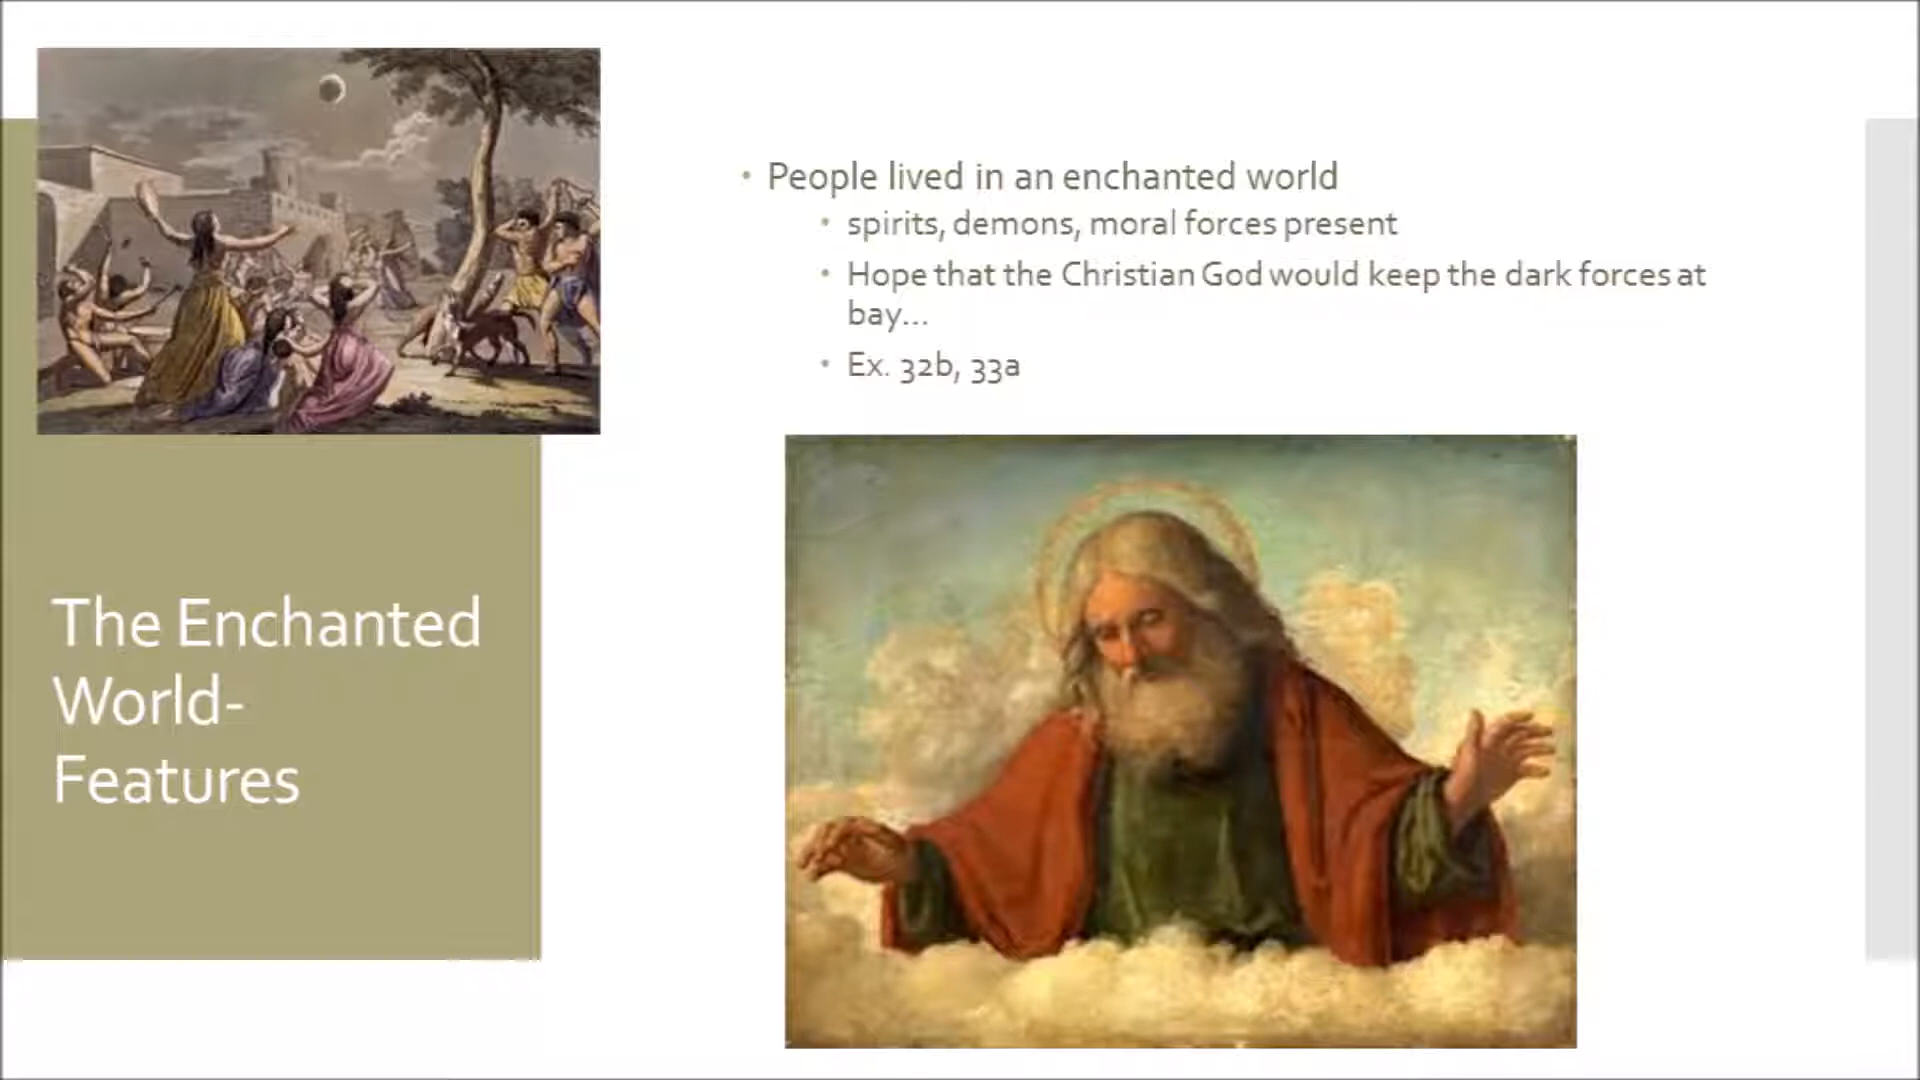 The Enchanted
World-
Features
• People lived in an enchanted world
• spirits, demons, moral forces present
• Hope that the Christian God would keep the dark forces at
bay...
• Ex. 32b, 33a